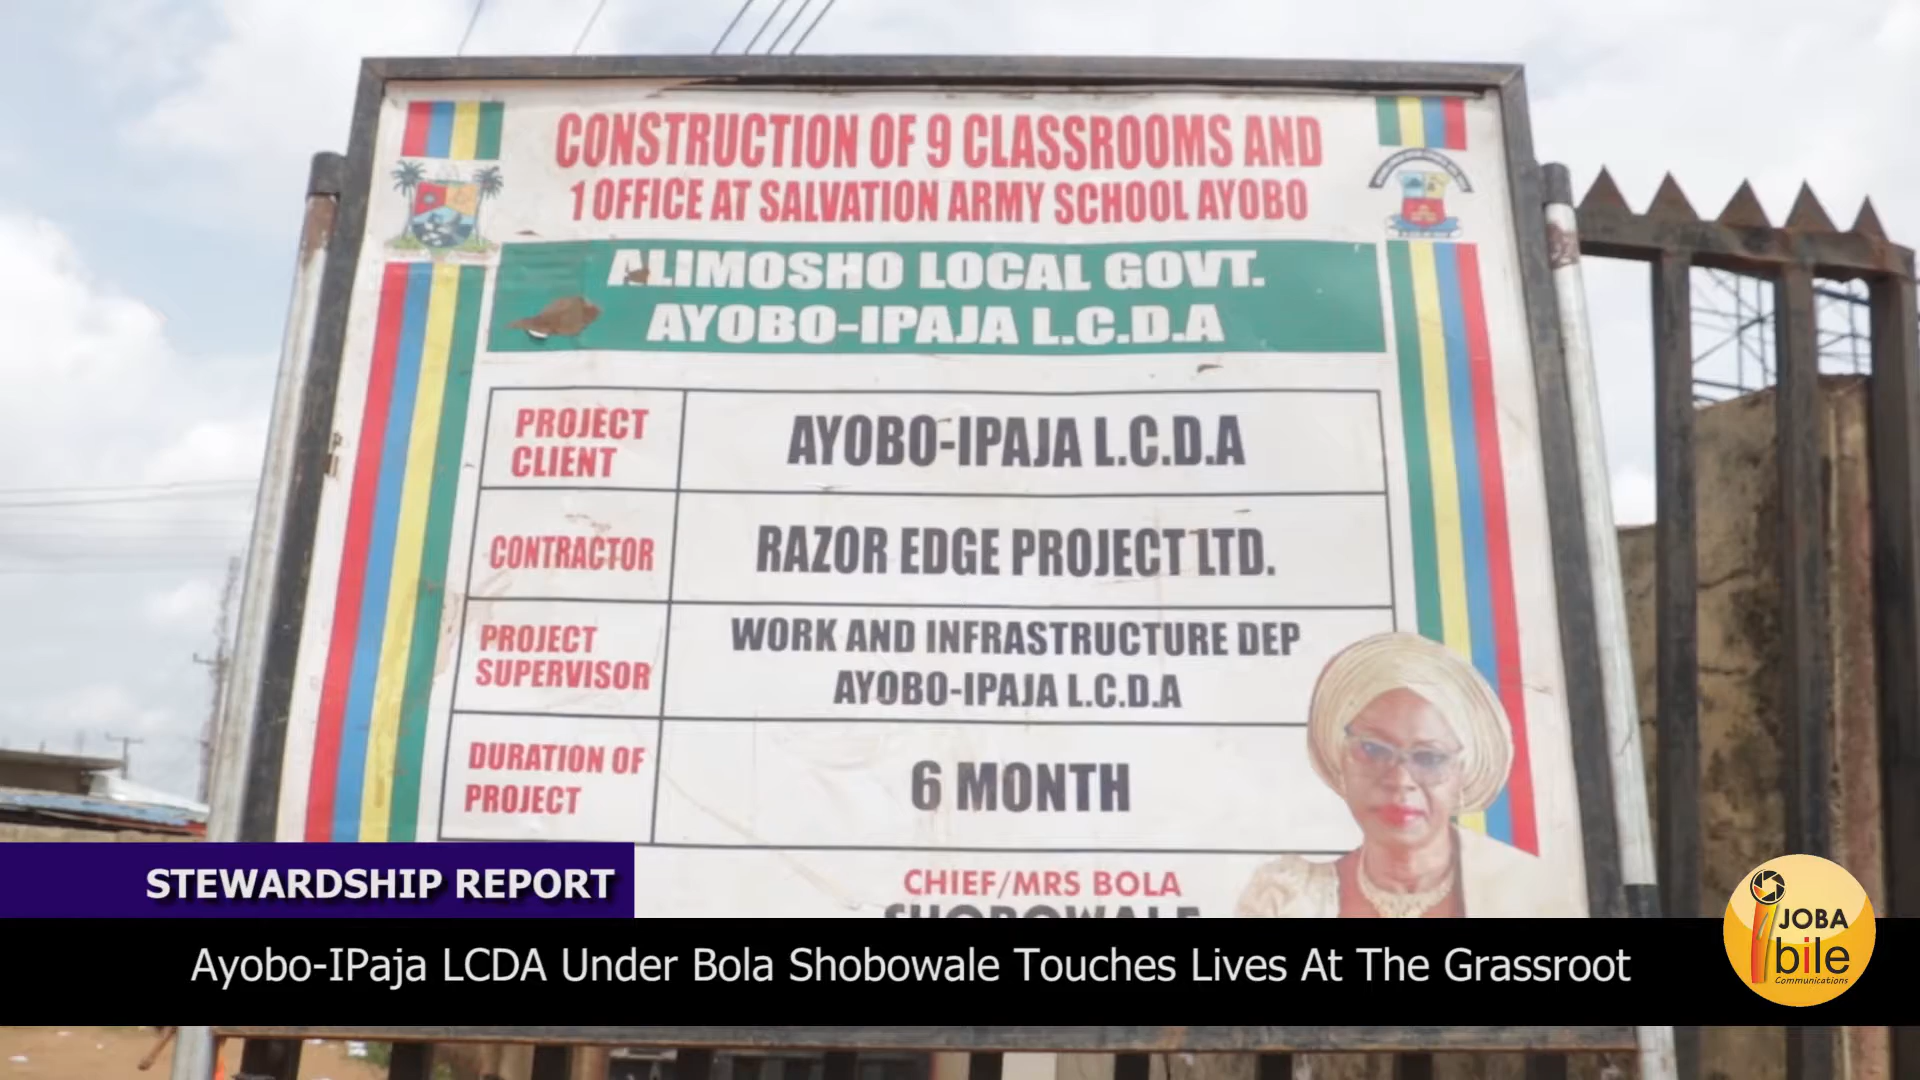 CONSTRUCTION OF 9 CLASSROOMS AND
1 OFFICE AT SALVATION ARMY SCHOOL AYOBO
ALIMOSHO LOCAL GOVT.
AYOBO-IPAJA L.C.D.A
PROJECT
CLIENT
AYOBO-IPAJA L.C.D.A
CONTRACTOR
RAZOR EDGE PROJECT LTD.
PROJECT
SUPERVISOR
WORK AND INFRASTRUCTURE DEP
AYOBO-IPAJA L.C.D.A
DURATION OF
PROJECT
6 MONTH
CHIEF/MRS BOLA
SHOBOWALE
STEWARDSHIP REPORT
Ayobo-IPaja LCDA Under Bola Shobowale Touches Lives At The Grassroot
JOBA
bile
Communications